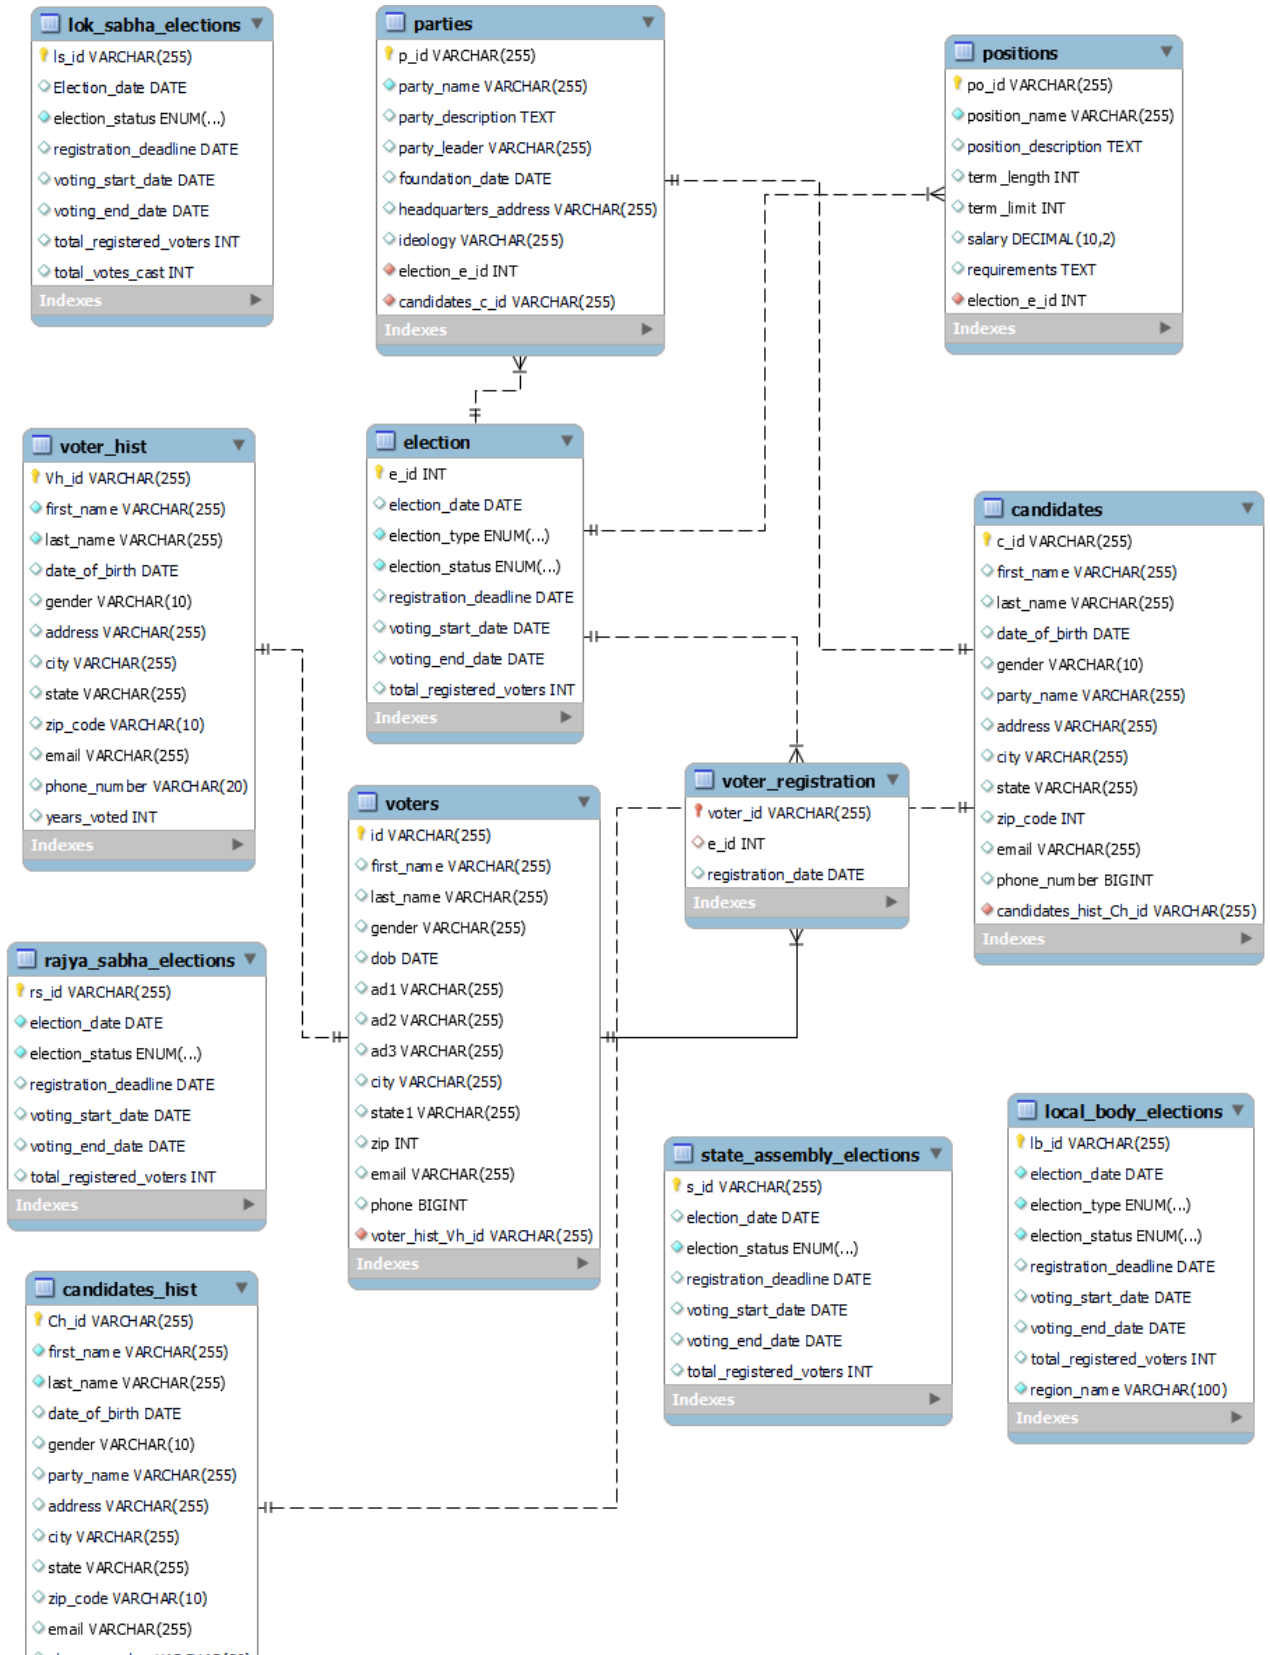 lok_sabha_elections
ls_id VARCHAR(255)
Election_date DATE
election_status ENUM(...)
registration_deadline DATE
voting_start_date DATE
voting_end_date DATE
total_registered_voters INT
total_votes_cast INT
Indexes
parties
p_id VARCHAR(255)
party_name VARCHAR(255)
party_description TEXT
party_leader VARCHAR(255)
foundation_date DATE
headquarters_address VARCHAR(255)
ideology VARCHAR(255)
election_e_id INT
candidates_c_id VARCHAR(255)
Indexes
positions
po_id VARCHAR(255)
position_name VARCHAR(255)
position_description TEXT
term_length INT
term_limit INT
salary DECIMAL(10,2)
requirements TEXT
election_e_id INT
Indexes
voter_hist
Vh_id VARCHAR(255)
first_name VARCHAR(255)
last_name VARCHAR(255)
date_of_birth DATE
gender VARCHAR(10)
address VARCHAR(255)
city VARCHAR(255)
state VARCHAR(255)
zip_code VARCHAR(10)
email VARCHAR(255)
phone_number VARCHAR(20)
years_voted INT
Indexes
election
e_id INT
election_date DATE
election_type ENUM(...)
election_status ENUM(...)
registration_deadline DATE
voting_start_date DATE
voting_end_date DATE
total_registered_voters INT
Indexes
candidates
c_id VARCHAR(255)
first_name VARCHAR(255)
last_name VARCHAR(255)
date_of_birth DATE
gender VARCHAR(10)
party_name VARCHAR(255)
address VARCHAR(255)
city VARCHAR(255)
state VARCHAR(255)
zip_code INT
email VARCHAR(255)
phone_number BIGINT
candidates_hist_Ch_id VARCHAR(255)
Indexes
voter_registration
voter_id VARCHAR(255)
e_id INT
registration_date DATE
Indexes
voters
id VARCHAR(255)
first_name VARCHAR(255)
last_name VARCHAR(255)
gender VARCHAR(255)
dob DATE
ad1 VARCHAR(255)
ad2 VARCHAR(255)
ad3 VARCHAR(255)
city VARCHAR(255)
state1 VARCHAR(255)
zip INT
email VARCHAR(255)
phone BIGINT
voter_hist_Vh_id VARCHAR(255)
Indexes
rajya_sabha_elections
rs_id VARCHAR(255)
election_date DATE
election_status ENUM(...)
registration_deadline DATE
voting_start_date DATE
voting_end_date DATE
total_registered_voters INT
Indexes
state_assembly_elections
s_id VARCHAR(255)
election_date DATE
election_status ENUM(...)
registration_deadline DATE
voting_start_date DATE
voting_end_date DATE
total_registered_voters INT
Indexes
local_body_elections
lb_id VARCHAR(255)
election_date DATE
election_type ENUM(...)
election_status ENUM(...)
registration_deadline DATE
voting_start_date DATE
voting_end_date DATE
total_registered_voters INT
region_name VARCHAR(100)
Indexes
candidates_hist
Ch_id VARCHAR(255)
first_name VARCHAR(255)
last_name VARCHAR(255)
date_of_birth DATE
gender VARCHAR(10)
party_name VARCHAR(255)
address VARCHAR(255)
city VARCHAR(255)
state VARCHAR(255)
zip_code VARCHAR(10)
email VARCHAR(255)